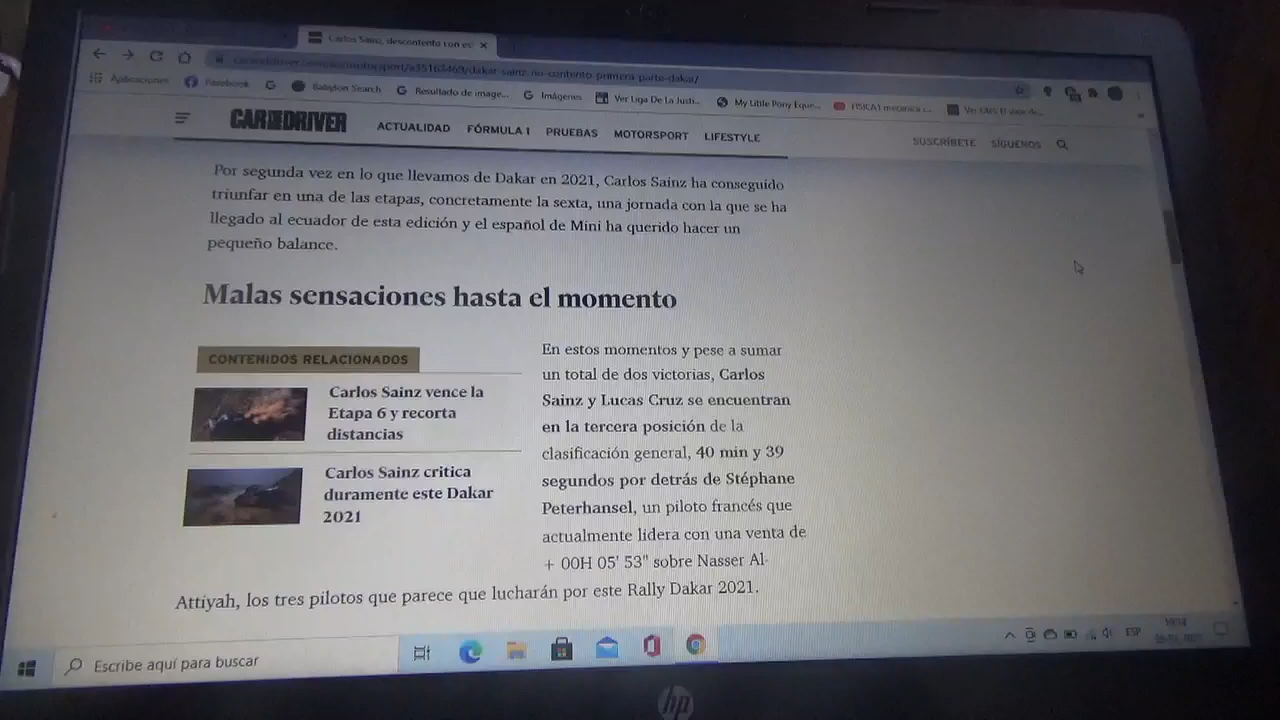 Carlos Sainz, descontento con es
/dakar-sainz-no-contento-primera-parte-dakar/
Aplicaciones
Facebook
Babylon Search
Resultado de image...
Imágenes
Ver Liga De La Justi...
My Little Pony Eque...
CAR AND DRIVER
ACTUALIDAD
FÓRMULA 1
PRUEBAS
MOTORSPORT
LIFESTYLE
SUSCRÍBETE
SÍGUENOS
Por segunda vez en lo que llevamos de Dakar en 2021, Carlos Sainz ha conseguido
triunfar en una de las etapas, concretamente la sexta, una jornada con la que se ha
llegado al ecuador de esta edición y el español de Mini ha querido hacer un
pequeño balance.
Malas sensaciones hasta el momento
CONTENIDOS RELACIONADOS
Carlos Sainz vence la
Etapa 6 y recorta
distancias
Carlos Sainz critica
duramente este Dakar
2021
En estos momentos y pese a sumar
un total de dos victorias, Carlos
Sainz y Lucas Cruz se encuentran
en la tercera posición de la
clasificación general, 40 min y 39
segundos por detrás de Stéphane
Peterhansel, un piloto francés que
actualmente lidera con una venta de
+ 00H 05' 53" sobre Nasser Al-
Attiyah, los tres pilotos que parece que lucharán por este Rally Dakar 2021.
Escribe aquí para buscar
ESP
hp